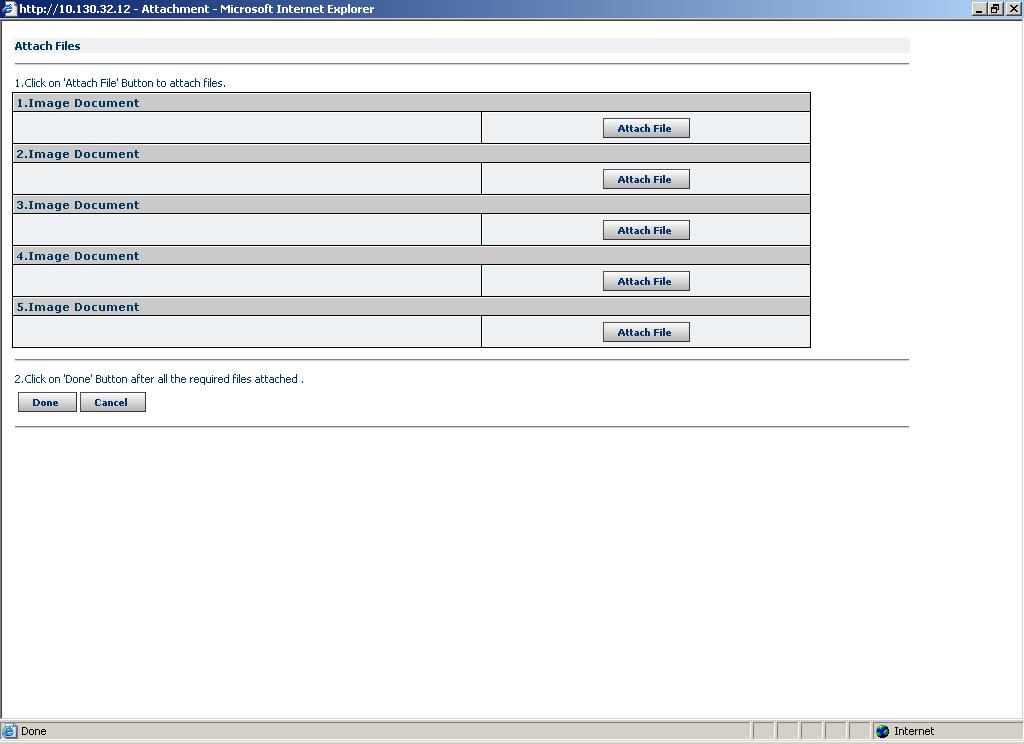 http://10.130.32.12 - Attachment - Microsoft Internet Explorer
Attach Files
1.Click on 'Attach File' Button to attach files.
1.Image Document
Attach File
2.Image Document
Attach File
3.Image Document
Attach File
4.Image Document
Attach File
5.Image Document
Attach File
2.Click on 'Done' Button after all the required files attached .
Done Cancel
Done Internet